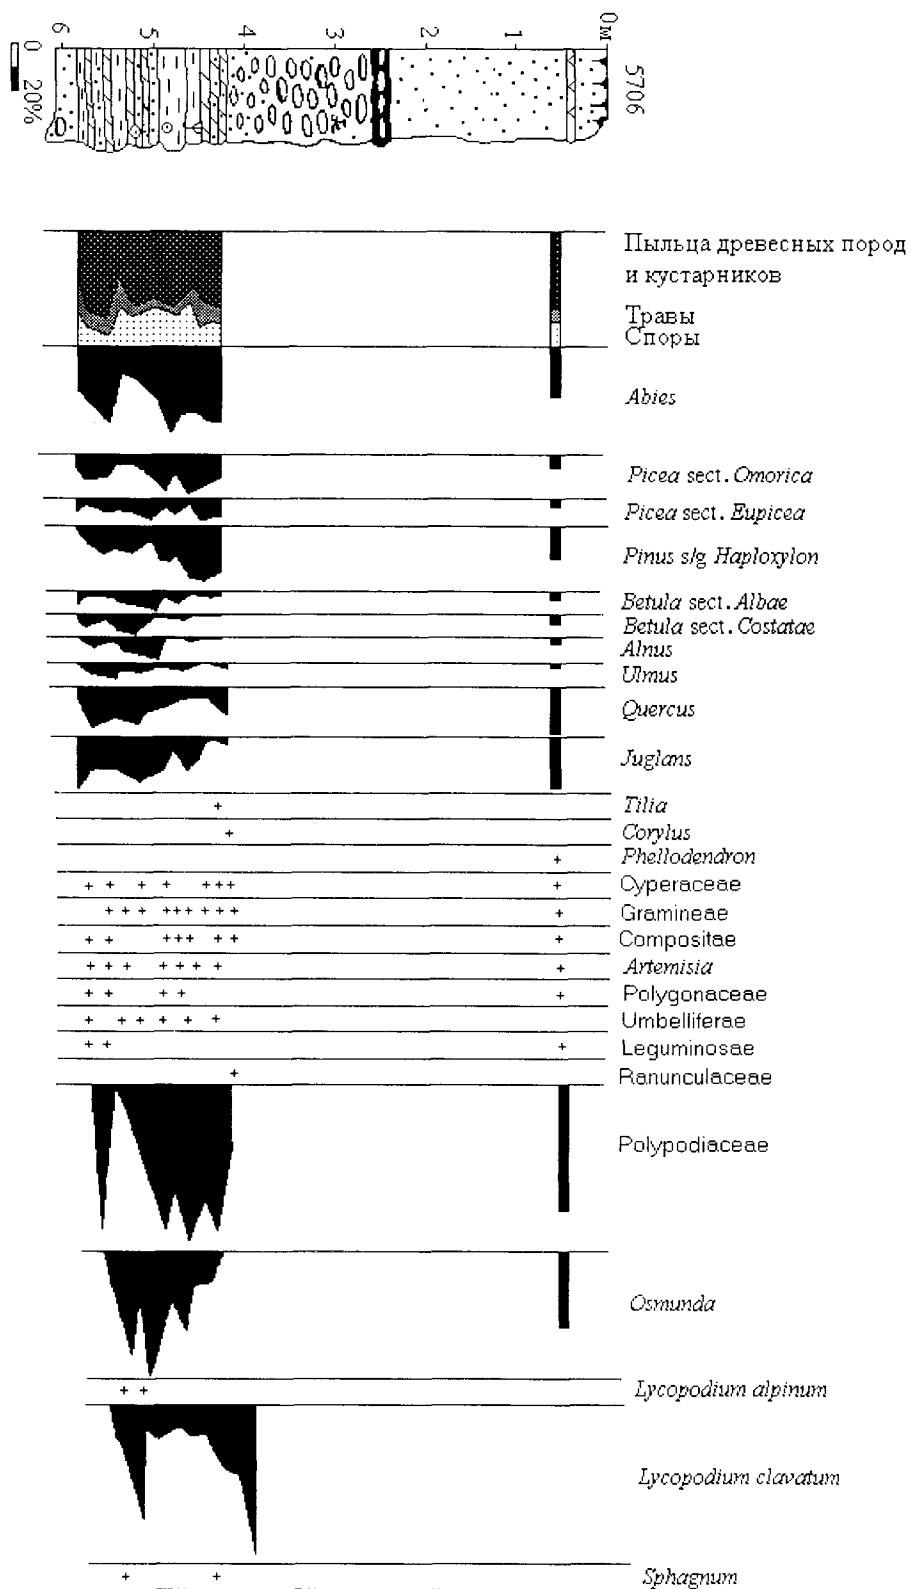 0м
1
2
3
4
5
6
5706
0 20%
Пыльца древесных пород
и кустарников
Травы
Споры
Abies
Picea sect. Omorica
Picea sect. Eupicea
Pinus s/g Haploxylon
Betula sect. Albae
Betula sect. Costatae
Alnus
Ulmus
Quercus
Juglans
Tilia
Corylus
Phellodendron
Cyperaceae
Gramineae
Compositae
Artemisia
Polygonaceae
Umbelliferae
Leguminosae
Ranunculaceae
Polypodiaceae
Osmunda
Lycopodium alpinum
Lycopodium clavatum
Sphagnum